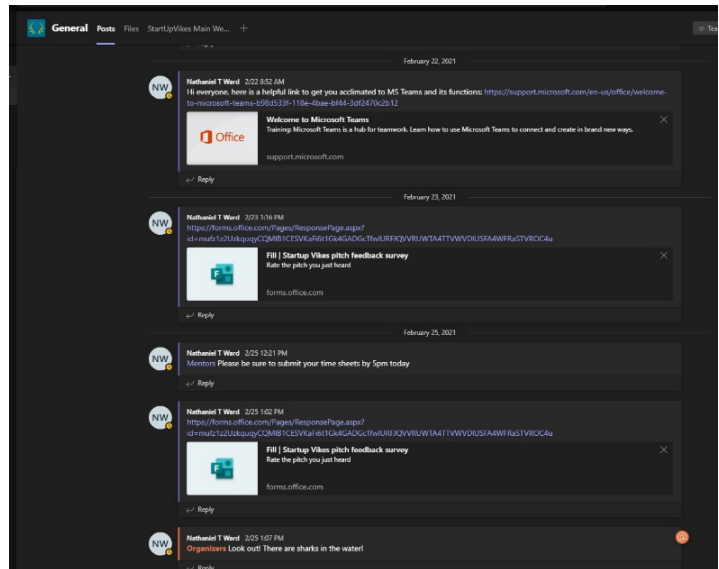 General Posts Files StartUpVikes Main We... +
Tea
Reply
February 22, 2021
NW
Nathaniel T Ward 2/22 8:52 AM
Hi everyone, here is a helpful link to get you acclimated to MS Teams and its functions: https://support.microsoft.com/en-us/office/welcome-
to-microsoft-teams-b98d533f-118e-4bae-bf44-3df2470c2b12
Office
Welcome to Microsoft Teams
Training: Microsoft Teams is a hub for teamwork. Learn how to use Microsoft Teams to connect and create in brand new ways.
support.microsoft.com
Reply
February 23, 2021
NW
Nathaniel T Ward 2/23 1:16 PM
https://forms.office.com/Pages/ResponsePage.aspx?
Fill | Startup Vikes pitch feedback survey
Rate the pitch you just heard
forms.office.com
Reply
February 25, 2021
NW
Nathaniel T Ward 2/25 12:21 PM
Mentors Please be sure to submit your time sheets by 5pm today
Reply
NW
Nathaniel T Ward 2/25 1:02 PM
https://forms.office.com/Pages/ResponsePage.aspx?
Fill | Startup Vikes pitch feedback survey
Rate the pitch you just heard
forms.office.com
Reply
NW
Nathaniel T Ward 2/25 1:07 PM
Organizers Look out! There are sharks in the water!
Reply